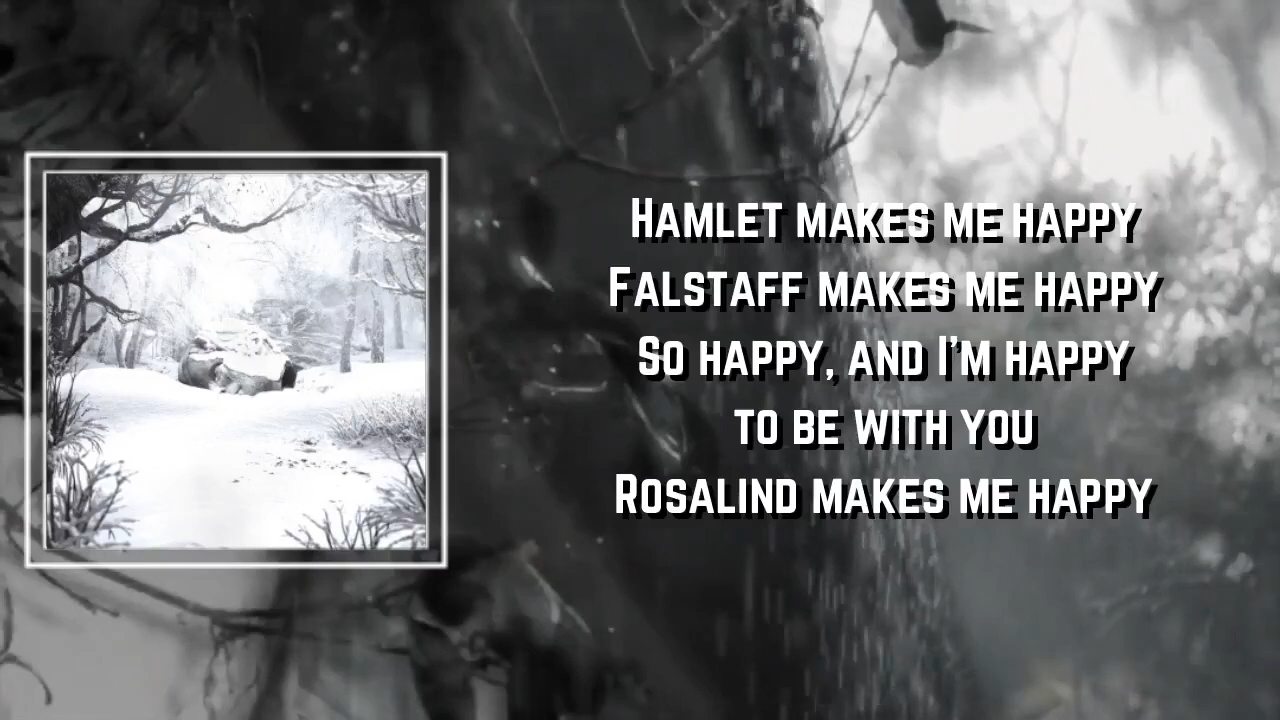 Hamlet makes me happy
Falstaff makes me happy
So happy, and I'm happy
to be with you
Rosalind makes me happy